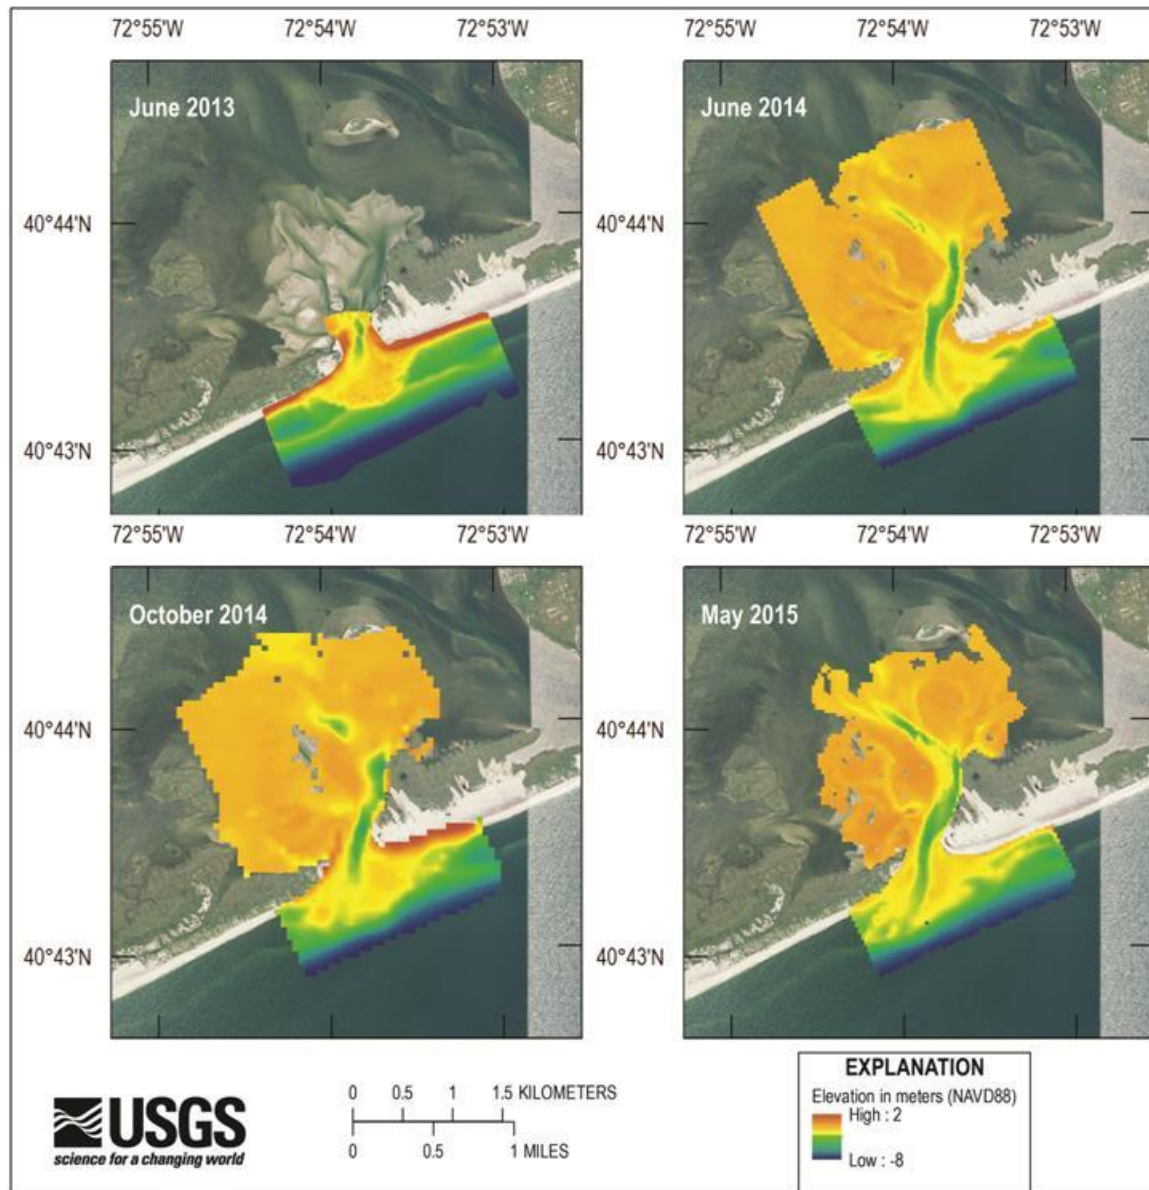 72°55'W 72°54'W 72°53'W 72°55'W 72°54'W 72°53'W
June 2013 June 2014
40°44'N 40°44'N
40°43'N 40°43'N
72°55'W 72°54'W 72°53'W 72°55'W 72°54'W 72°53'W
October 2014 May 2015
40°44'N 40°44'N
40°43'N 40°43'N
USGS
science for a changing world
0 0.5 1 1.5 KILOMETERS
0 0.5 1 MILES
EXPLANATION
Elevation in meters (NAVD88)
High : 2
Low : -8